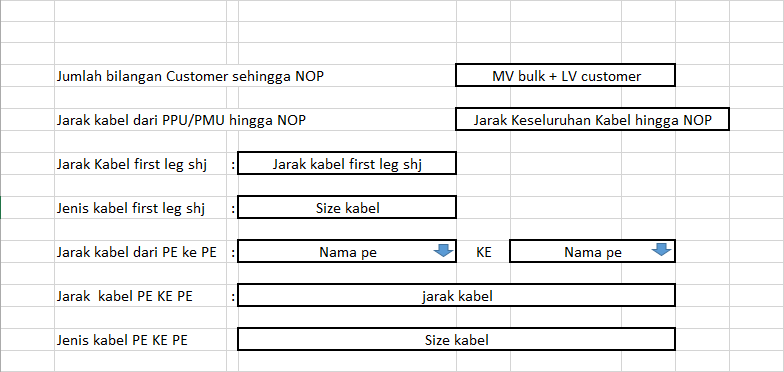 Jumlah bilangan Customer sehingga NOP MV bulk + LV customer
Jarak kabel dari PPU/PMU hingga NOP Jarak Keseluruhan Kabel hingga NOP
Jarak Kabel first leg shj : Jarak kabel first leg shj
Jenis kabel first leg shj : Size kabel
Jarak kabel dari PE ke PE : Nama pe KE Nama pe
Jarak kabel PE KE PE : jarak kabel
Jenis kabel PE KE PE : Size kabel